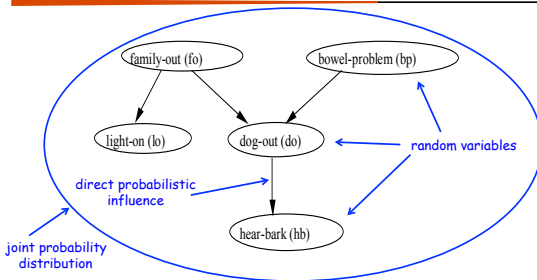 family-out (fo)
bowel-problem (bp)
light-on (lo)
dog-out (do)
random variables
direct probabilistic
influence
hear-bark (hb)
joint probability
distribution